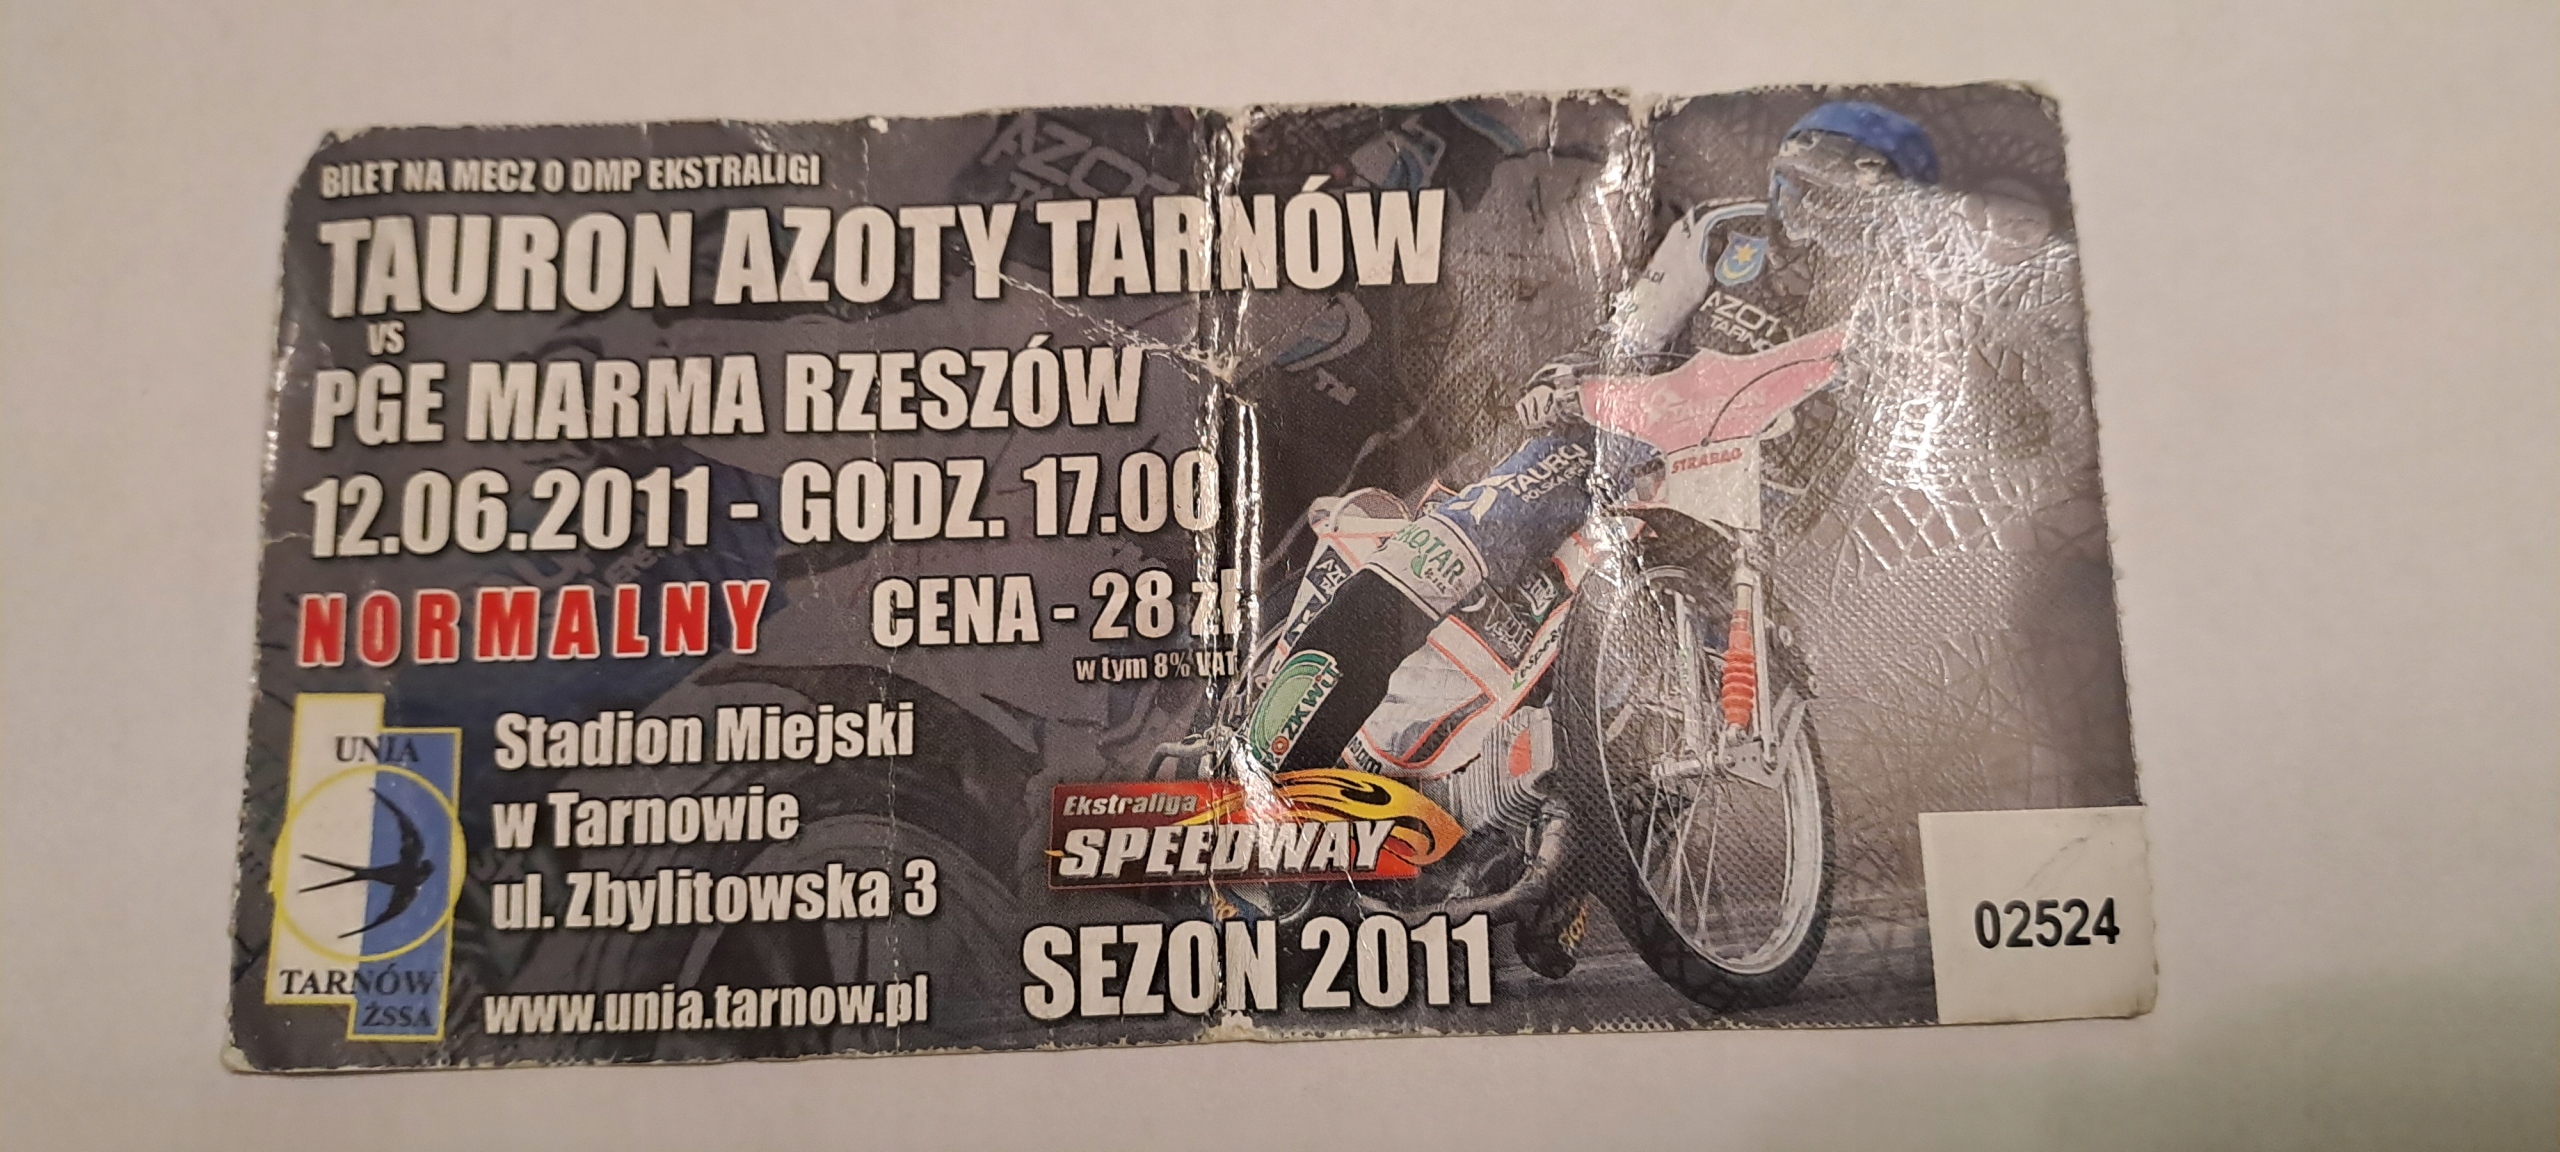 BILET NA MECZ O DMP EKSTRALIGI
TAURON AZOTY TARNÓW
vs
PGE MARMA RZESZÓW
12.06.2011 - GODZ. 17.00
NORMALNY CENA - 28 zł
w tym 8% VAT
UNIA
TARNÓW
ŻSSA
Stadion Miejski
w Tarnowie
ul. Zbylitowska 3
www.unia.tarnow.pl
Ekstraliga
SPEEDWAY
SEZON 2011
02524
AZOTY
STRABAG